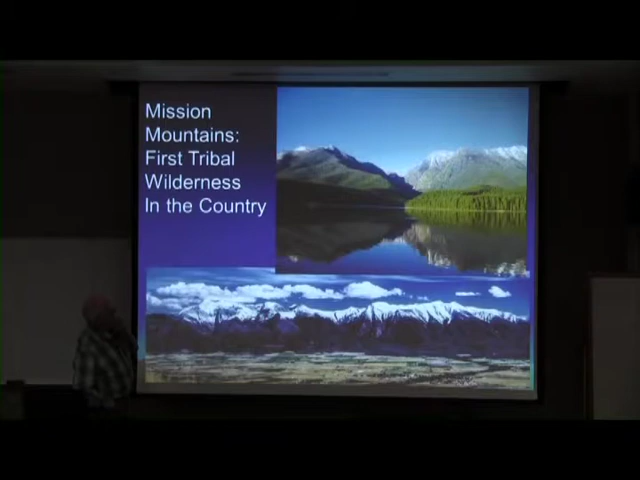 Mission
Mountains:
First Tribal
Wilderness
In the Country